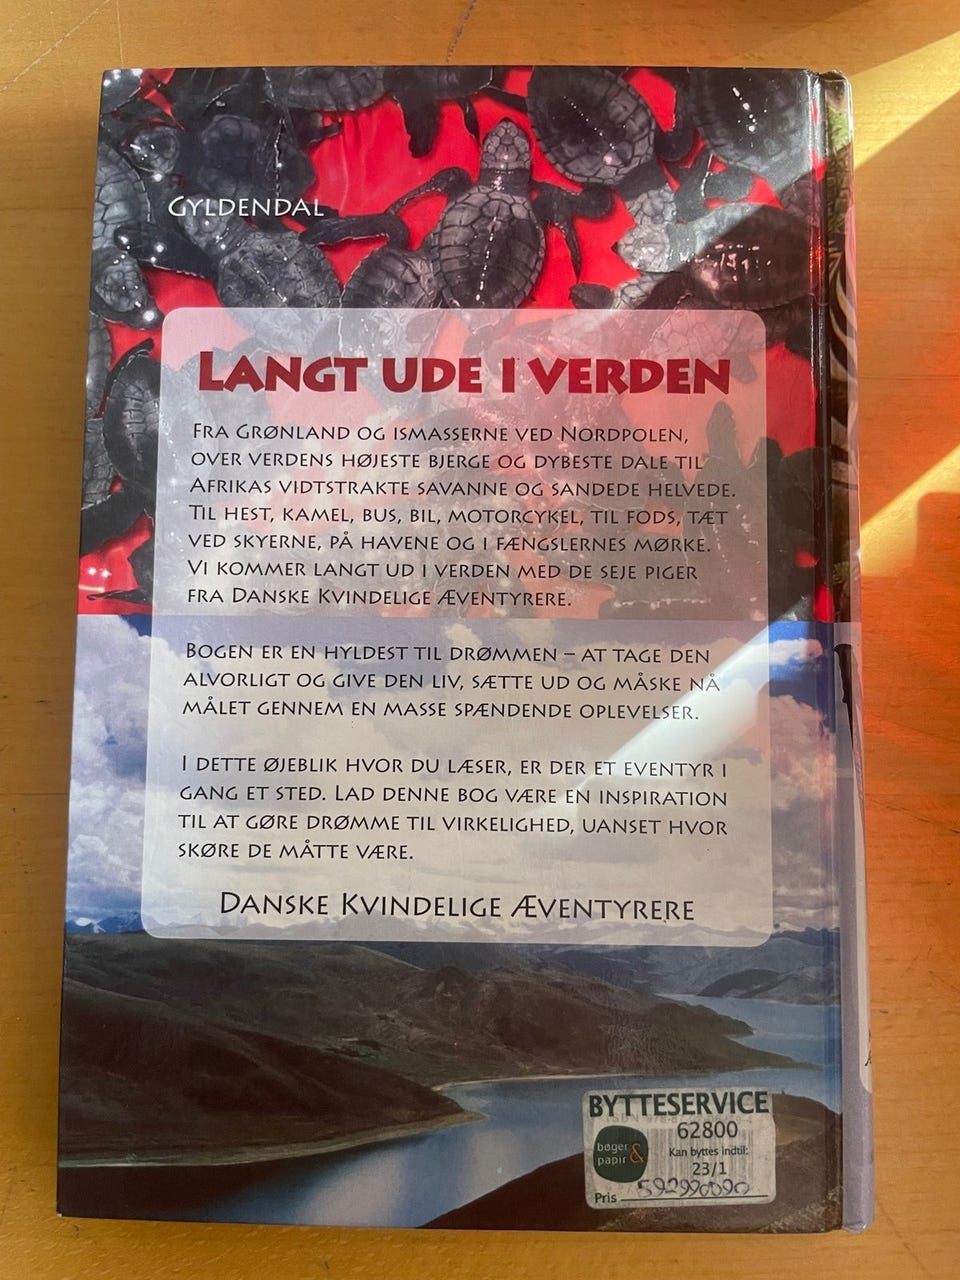 GYLDENDAL
LANGT UDE I VERDEN
FRA GRØNLAND OG ISMASSERNE VED NORDPOLEN,
OVER VERDENS HØJESTE BJERGE OG DYBESTE DALE TIL
AFRIKAS VIDTSTRAKTE SAVANNE OG SANDEDE HELVEDE.
TIL HEST, KAMEL, BUS, BIL, MOTORCYKEL, TIL FODS, TÆT
VED SKYERNE, PÅ HAVENE OG I FÆNGSLERNES MØRKE.
VI KOMMER LANGT UD I VERDEN MED DE SEJE PIGER
FRA DANSKE KVINDELIGE ÆVENTYRERE.
BOGEN ER EN HYLDEST TIL DRØMMEN – AT TAGE DEN
ALVORLIGT OG GIVE DEN LIV, SÆTTE UD OG MÅSKE NÅ
MÅLET GENNEM EN MASSE SPÆNDENDE OPLEVELSER.
I DETTE ØJEBLIK HVOR DU LÆSER, ER DER ET EVENTYR I
GANG ET STED. LAD DENNE BOG VÆRE EN INSPIRATION
TIL AT GØRE DRØMME TIL VIRKELIGHED, UANSET HVOR
SKØRE DE MÅTTE VÆRE.
DANSKE KVINDELIGE ÆVENTYRERE
BYTTESERVICE
62800
bøger & papir
Kan byttes indtil:
23/1
Pris